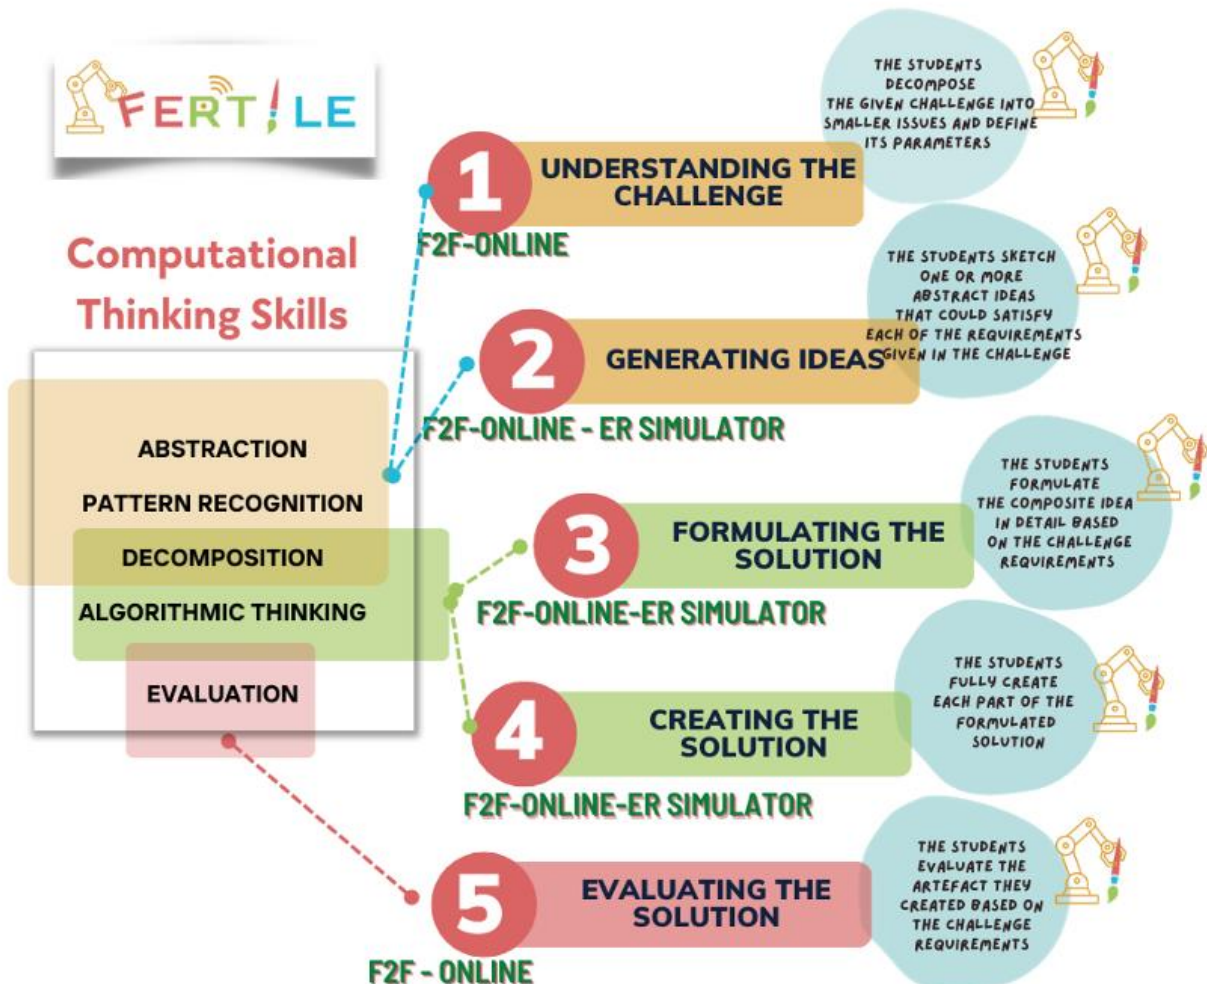 FERTILE
Computational
Thinking Skills
ABSTRACTION
PATTERN RECOGNITION
DECOMPOSITION
ALGORITHMIC THINKING
EVALUATION
1
UNDERSTANDING THE
CHALLENGE
F2F-ONLINE
THE STUDENTS
DECOMPOSE
THE GIVEN CHALLENGE INTO
SMALLER ISSUES AND DEFINE
ITS PARAMETERS
2
GENERATING IDEAS
F2F-ONLINE - ER SIMULATOR
THE STUDENTS SKETCH
ONE OR MORE
ABSTRACT IDEAS
THAT COULD SATISFY
EACH OF THE REQUIREMENTS
GIVEN IN THE CHALLENGE
3
FORMULATING THE
SOLUTION
F2F-ONLINE-ER SIMULATOR
THE STUDENTS
FORMULATE
THE COMPOSITE IDEA
IN DETAIL BASED
ON THE CHALLENGE
REQUIREMENTS
4
CREATING THE
SOLUTION
F2F-ONLINE-ER SIMULATOR
THE STUDENTS
FULLY CREATE
EACH PART OF THE
FORMULATED
SOLUTION
5
EVALUATING THE
SOLUTION
F2F - ONLINE
THE STUDENTS
EVALUATE THE
ARTEFACT THEY
CREATED BASED ON
THE CHALLENGE
REQUIREMENTS